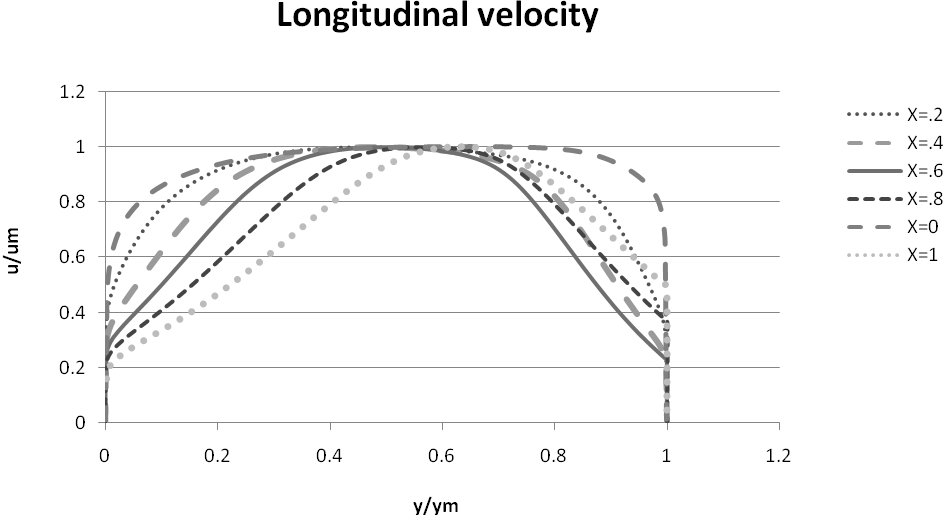 Longitudinal velocity
1.2
1
0.8
0.6
0.4
0.2
0
u/um
0 0.2 0.4 0.6 0.8 1 1.2
y/ym
X=.2
X=.4
X=.6
X=.8
X=0
X=1